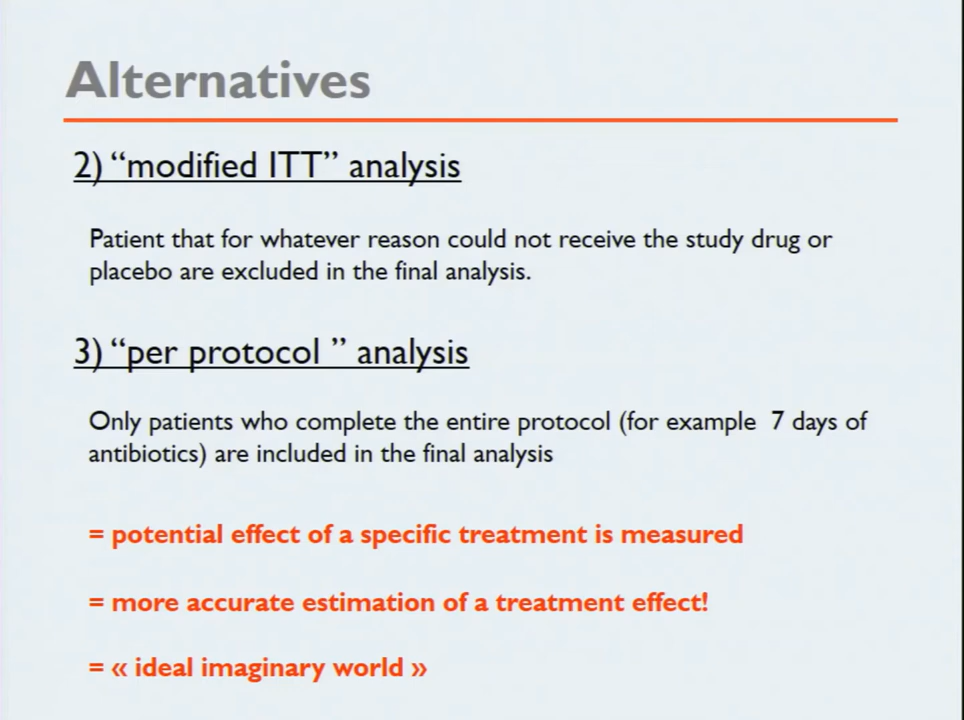 Alternatives
2) “modified ITT” analysis
Patient that for whatever reason could not receive the study drug or
placebo are excluded in the final analysis.
3) “per protocol ” analysis
Only patients who complete the entire protocol (for example 7 days of
antibiotics) are included in the final analysis
= potential effect of a specific treatment is measured
= more accurate estimation of a treatment effect!
= « ideal imaginary world »